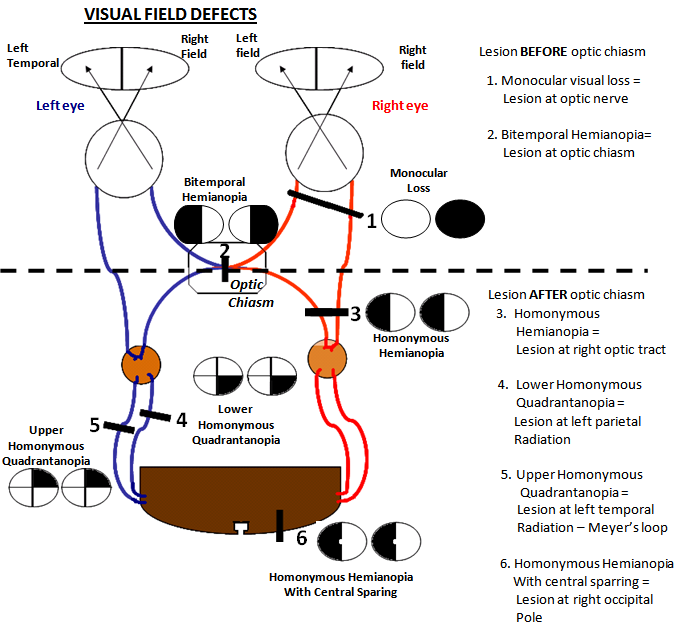 VISUAL FIELD DEFECTS
Left
Temporal
Right
Field
Left
field
Right
field
Left eye
Right eye
Lesion BEFORE optic chiasm
1. Monocular visual loss =
Lesion at optic nerve
2. Bitemporal Hemianopia=
Lesion at optic chiasm
Bitemporal
Hemianopia
Monocular
Loss
1
2
Optic
Chiasm
3
Homonymous
Hemianopia
Lesion AFTER optic chiasm
3. Homonymous
Hemianopia =
Lesion at right optic tract
4. Lower Homonymous
Quadrantanopia =
Lesion at left parietal
Radiation
5. Upper Homonymous
Quadrantanopia =
Lesion at left temporal
Radiation – Meyer's loop
6. Homonymous Hemianopia
With central sparring =
Lesion at right occipital
Pole
5
4
Lower
Homonymous
Quadrantanopia
Upper
Homonymous
Quadrantanopia
6
Homonymous Hemianopia
With Central Sparing